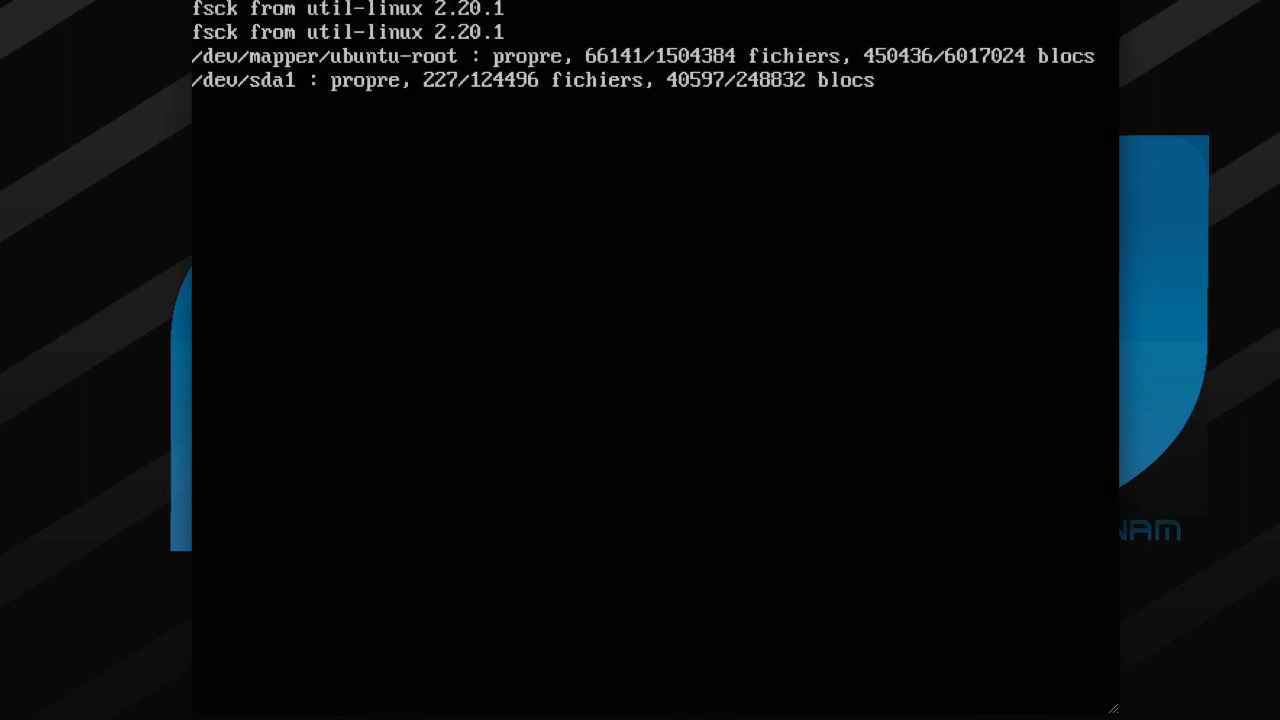 fsck from util-linux 2.20.1
fsck from util-linux 2.20.1
/dev/mapper/ubuntu-root : propre, 66141/1504384 fichiers, 450436/6017024 blocs
/dev/sda1 : propre, 227/124496 fichiers, 40597/248832 blocs